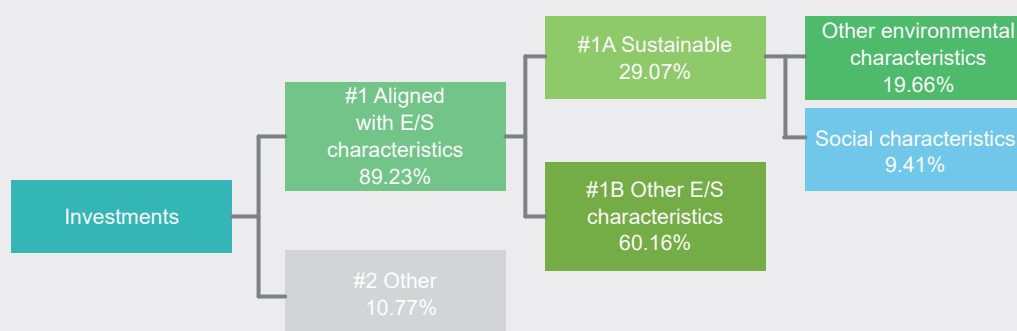 Investments
#1 Aligned
with E/S
characteristics
89.23%
#2 Other
10.77%
#1A Sustainable
29.07%
#1B Other E/S
characteristics
60.16%
Other environmental
characteristics
19.66%
Social characteristics
9.41%